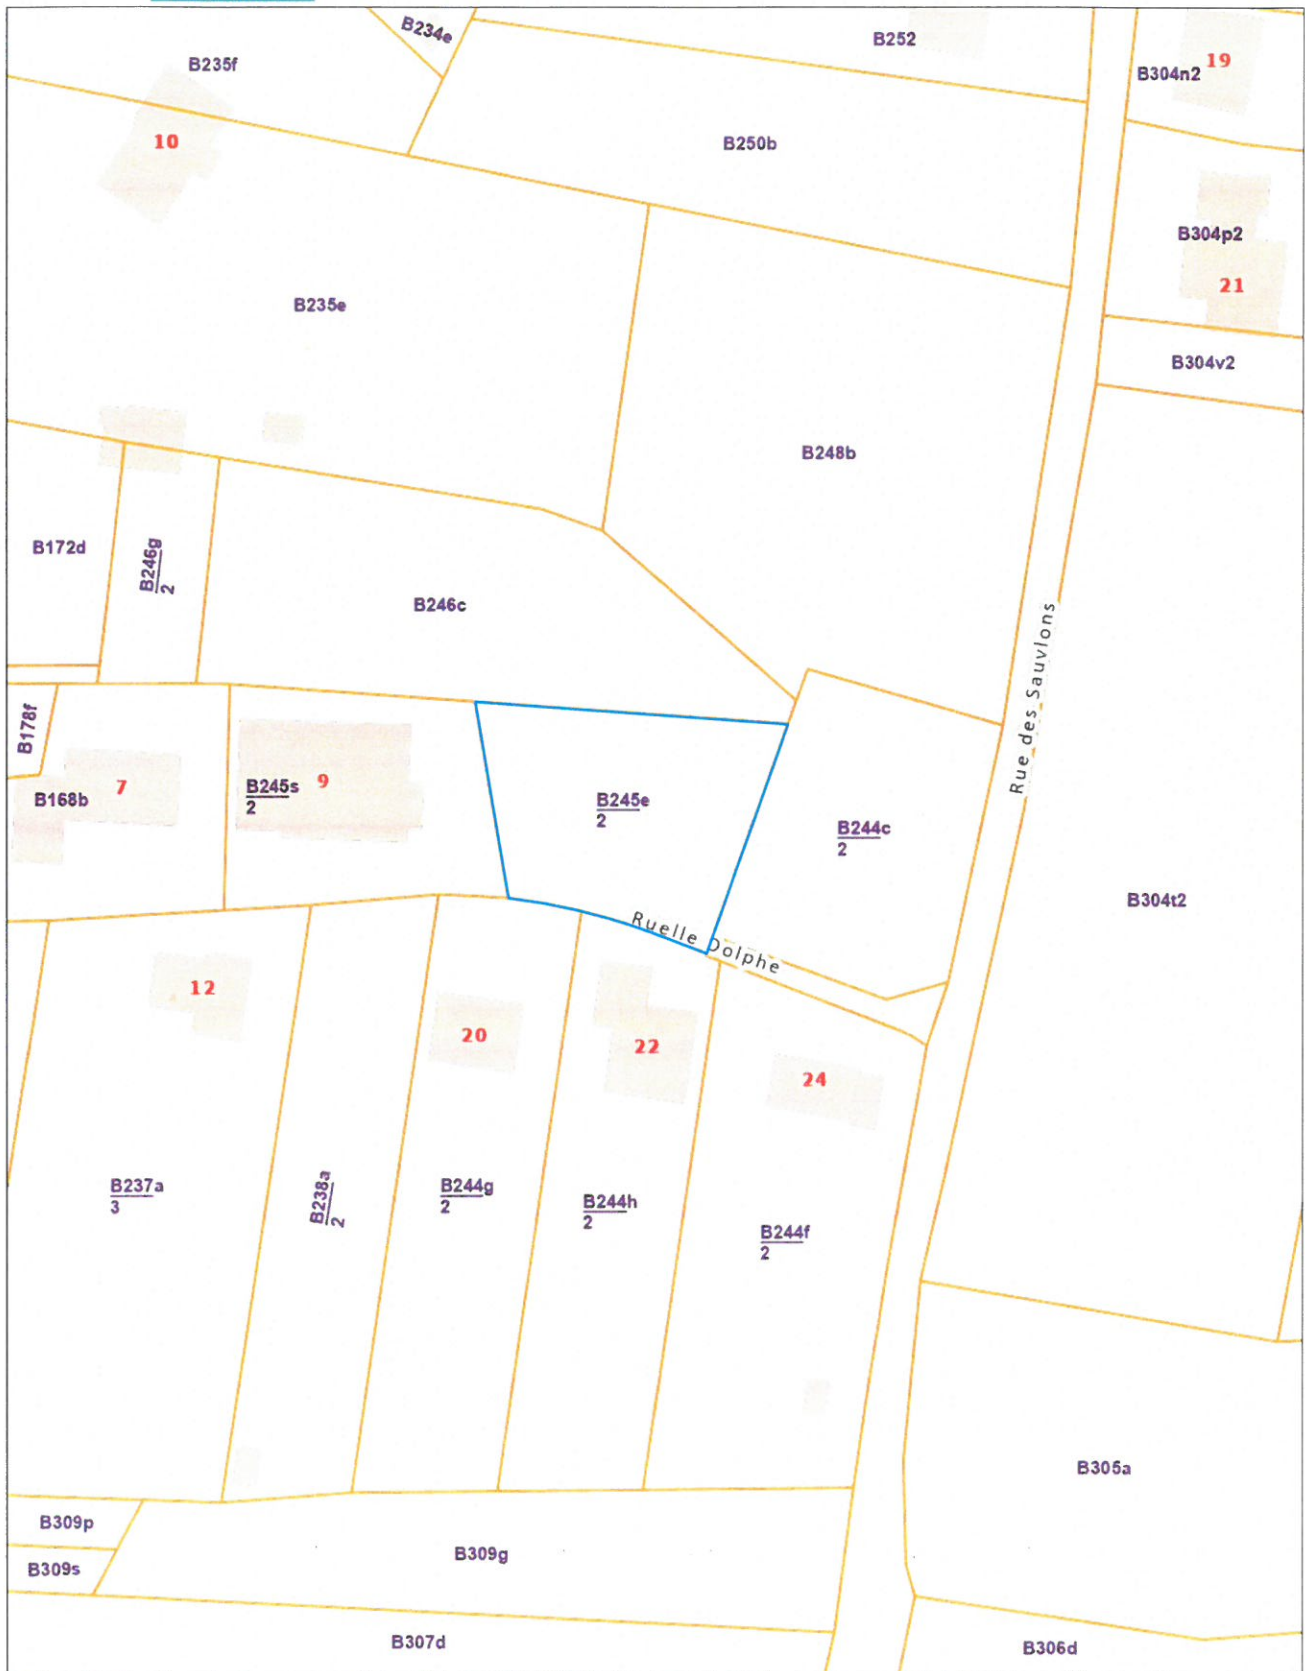 B234e
B252
B235f
B304n2
19
10
B250b
B304p2
21
B235e
B304v2
B248b
B172d
B246g
2
B246c
Rue des Sauvlons
B178f
B168b
7
B245s
2
9
B245e
2
B244c
2
B304t2
Ruelle Dolphe
12
20
22
24
B237a
3
B238a
2
B244g
2
B244h
2
B244f
2
B305a
B309p
B309s
B309g
B307d
B306d